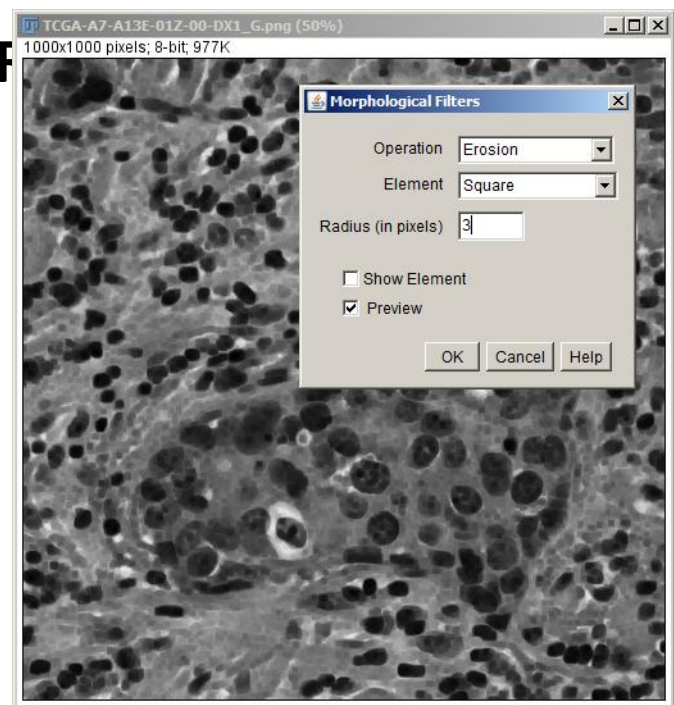 TCGA-A7-A13E-01Z-00-DX1_G.png (50%)
1000x1000 pixels; 8-bit; 977K
F
Morphological Filters
Operation Erosion
Element Square
Radius (in pixels) 3
Show Element
Preview
OK Cancel Help